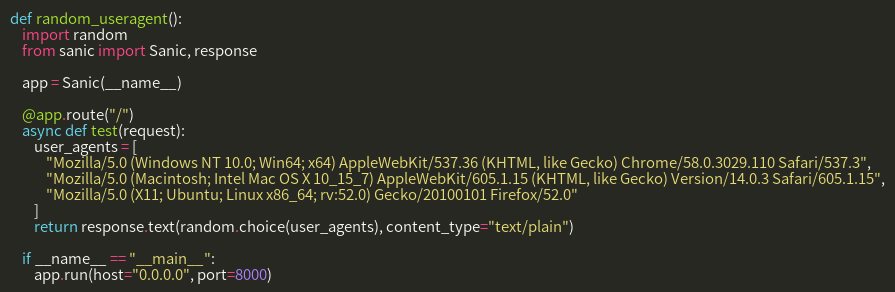 def random_useragent():
    import random
    from sanic import Sanic, response

    app = Sanic(__name__)

    @app.route("/")
    async def test(request):
        user_agents = [
            "Mozilla/5.0 (Windows NT 10.0; Win64; x64) AppleWebKit/537.36 (KHTML, like Gecko) Chrome/58.0.3029.110 Safari/537.3",
            "Mozilla/5.0 (Macintosh; Intel Mac OS X 10_15_7) AppleWebKit/605.1.15 (KHTML, like Gecko) Version/14.0.3 Safari/605.1.15",
            "Mozilla/5.0 (X11; Ubuntu; Linux x86_64; rv:52.0) Gecko/20100101 Firefox/52.0"
        ]
        return response.text(random.choice(user_agents), content_type="text/plain")

    if __name__ == "__main__":
        app.run(host="0.0.0.0", port=8000)